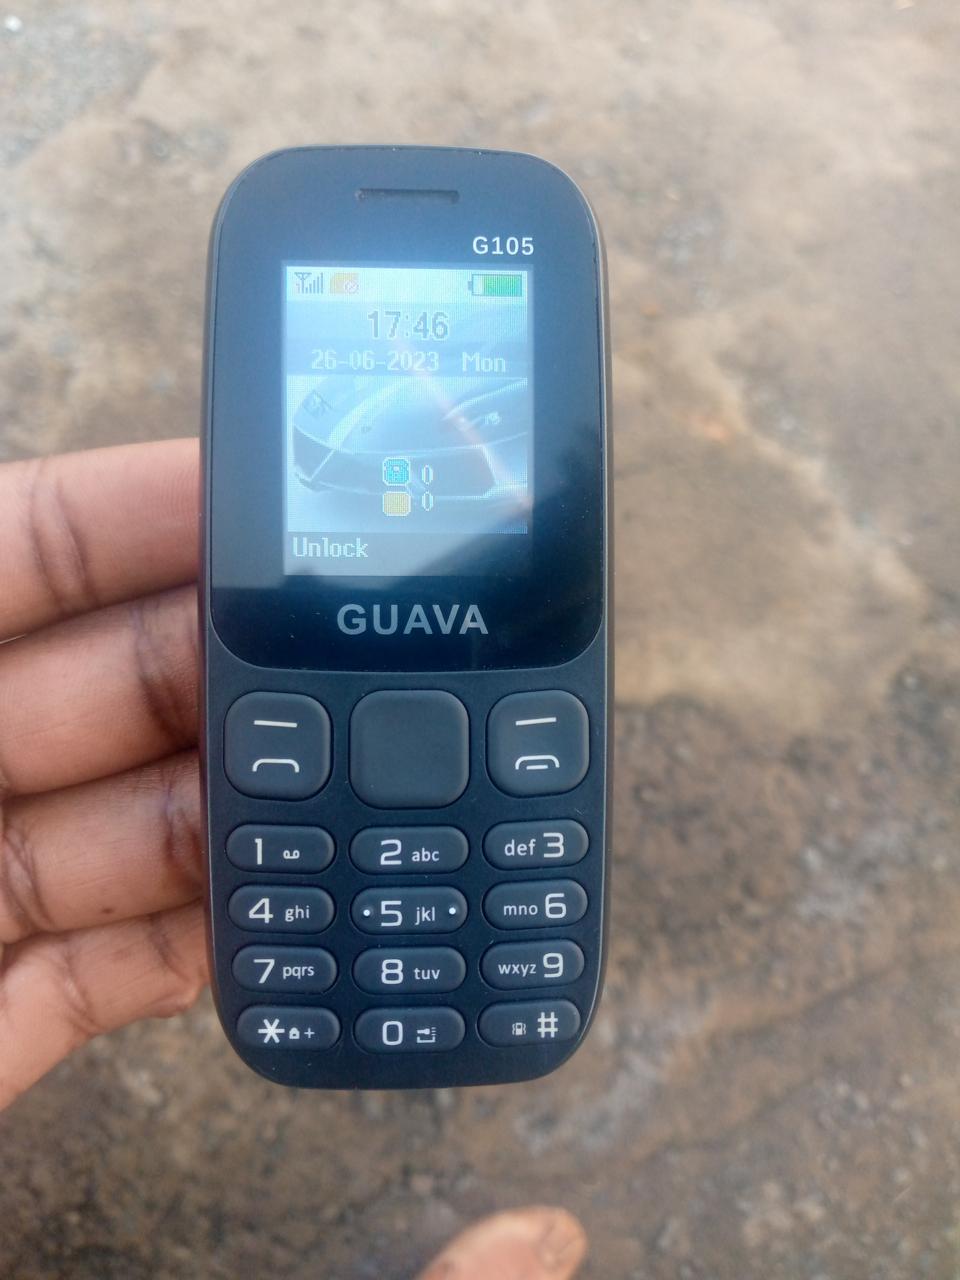 G105
17:46
26-06-2023 Mon
0
0
Unlock
GUAVA
1
2 abc
def 3
4 ghi
5 jkl
mno 6
7 pqrs
8 tuv
wxyz 9
* +
0
#